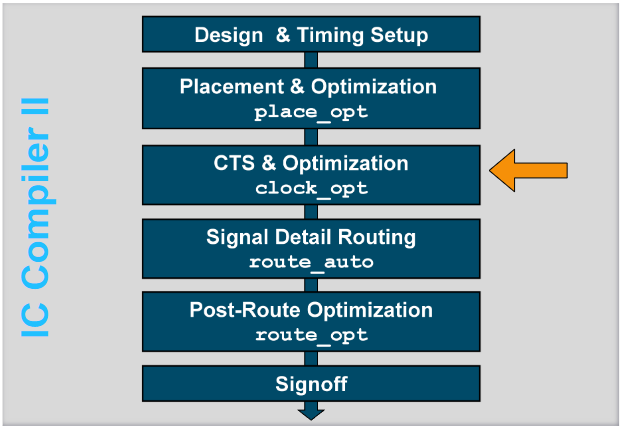 IC Compiler II
Design & Timing Setup
Placement & Optimization
place_opt
CTS & Optimization
clock_opt
Signal Detail Routing
route_auto
Post-Route Optimization
route_opt
Signoff